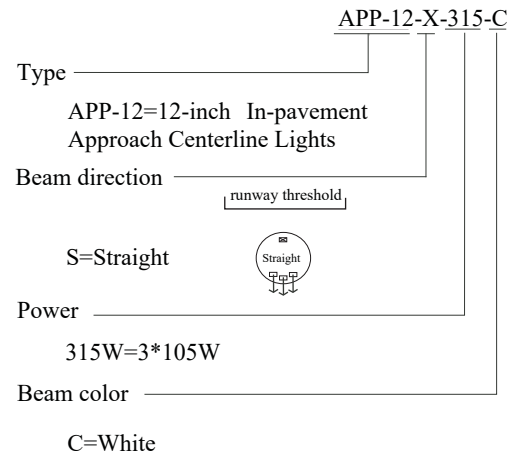 APP-12-X-315-C
Type
APP-12=12-inch In-pavement
Approach Centerline Lights
Beam direction
runway threshold
S=Straight
Straight
Power
315W=3*105W
Beam color
C=White